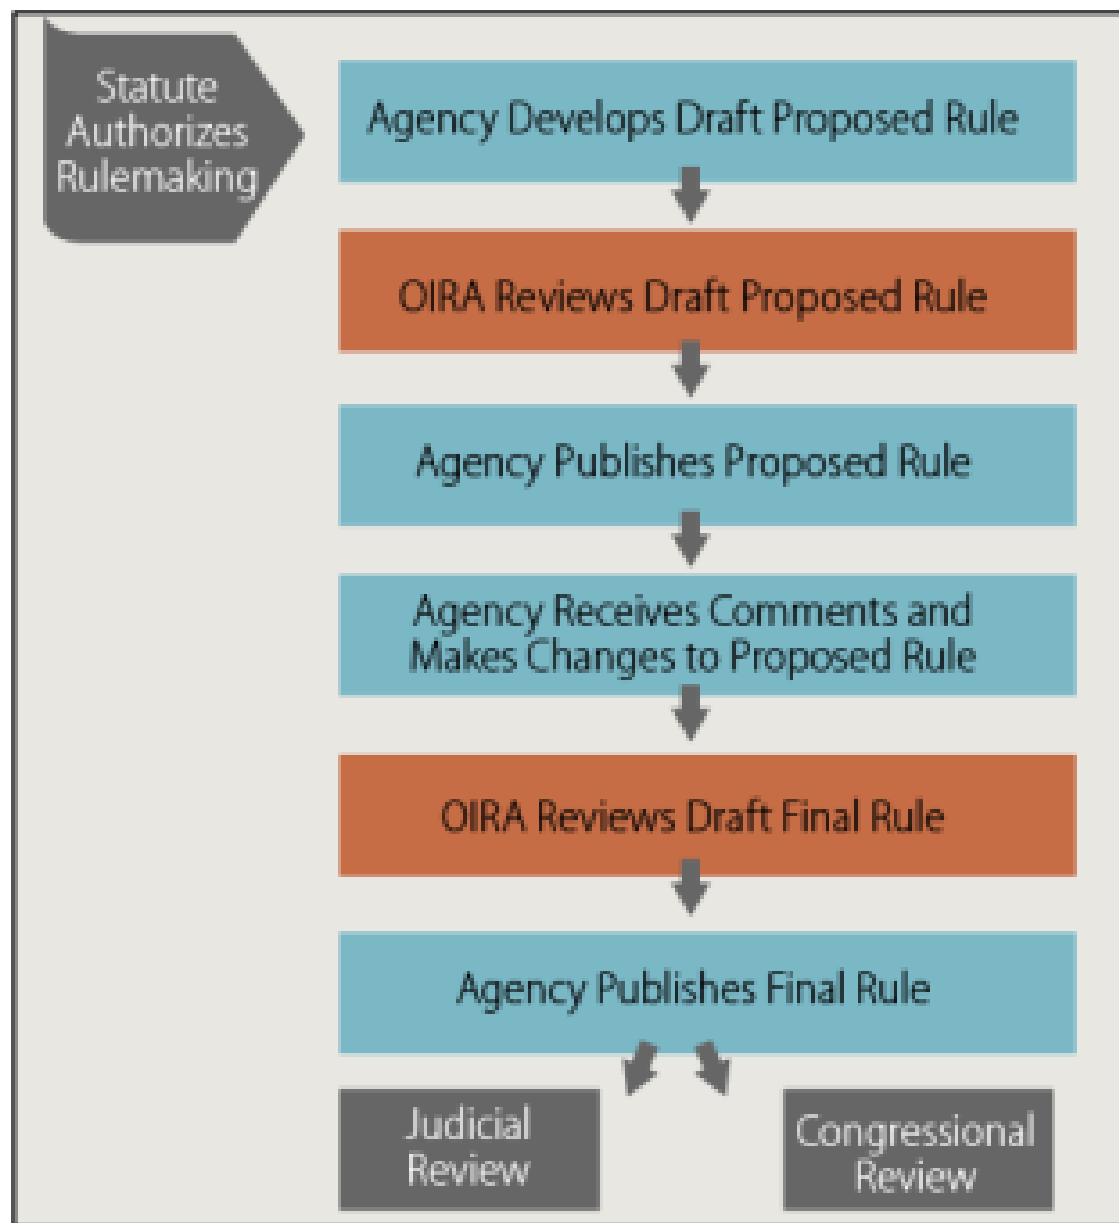 Statute
Authorizes
Rulemaking
Agency Develops Draft Proposed Rule
OIRA Reviews Draft Proposed Rule
Agency Publishes Proposed Rule
Agency Receives Comments and
Makes Changes to Proposed Rule
OIRA Reviews Draft Final Rule
Agency Publishes Final Rule
Judicial
Review
Congressional
Review